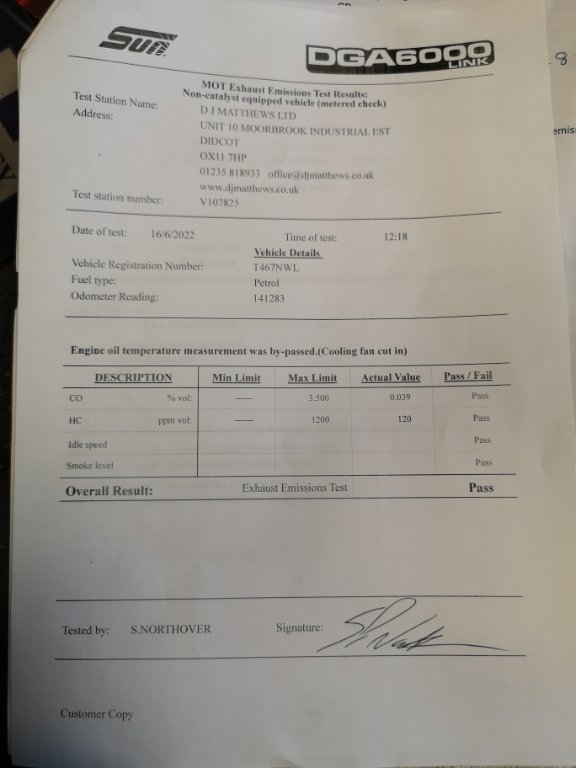 Sun
DGA6000
LINK
MOT Exhaust Emissions Test Results:
Non-catalyst equipped vehicle (metered check)
Test Station Name: D J MATTHEWS LTD
Address: UNIT 10 MOORBROOK INDUSTRIAL EST
DIDCOT
OX11 7HP
01235 818933 office@djmatthews.co.uk
www.djmatthews.co.uk
Test station number: V107825
Date of test: 16/6/2022 Time of test: 12:18
Vehicle Details
Vehicle Registration Number: T467NWL
Fuel type: Petrol
Odometer Reading: 141283
Engine oil temperature measurement was by-passed.(Cooling fan cut in)
DESCRIPTION Min Limit Max Limit Actual Value Pass / Fail
CO % vol: ------ 3.500 0.039 Pass
HC ppm vol: ------ 1200 120 Pass
Idle speed Pass
Smoke level Pass
Overall Result: Exhaust Emissions Test Pass
Tested by: S.NORTHOVER Signature:
Customer Copy
8